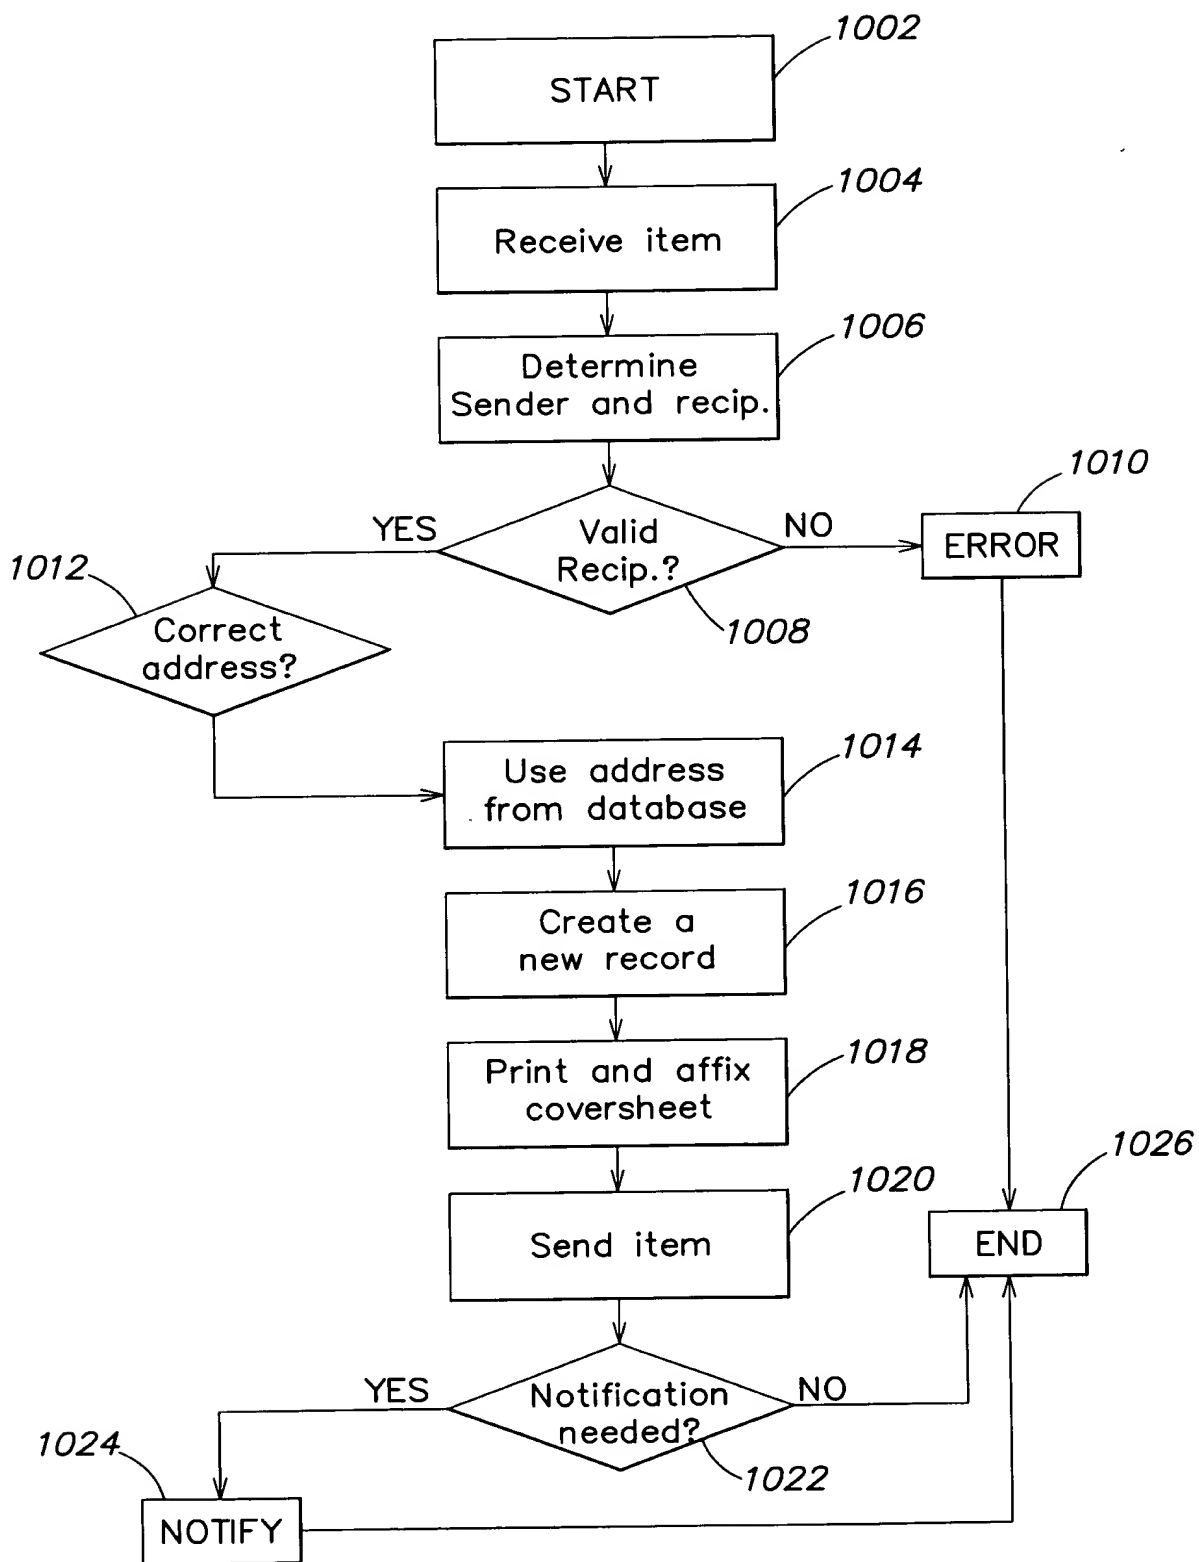 1002
START
1004
Receive item
1006
Determine
Sender and recip.
1008
Valid
Recip.?
YES
NO
1010
ERROR
1012
Correct
address?
1014
Use address
from database
1016
Create a
new record
1018
Print and affix
coversheet
1020
Send item
1026
END
1022
Notification
needed?
YES
NO
1024
NOTIFY